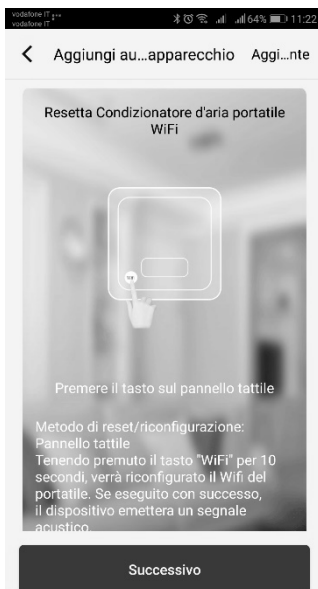 vodafone IT
vodafone IT 64% 11:22
Aggiungi au...apparecchio Aggi...nte
Resetta Condizionatore d'aria portatile
WiFi
Premere il tasto sul pannello tattile
Metodo di reset/riconfigurazione:
Pannello tattile
Tenendo premuto il tasto "WiFi" per 10
secondi, verrà riconfigurato il Wifi del
portatile. Se eseguito con successo,
il dispositivo emettera un segnale
acustico.
Successivo